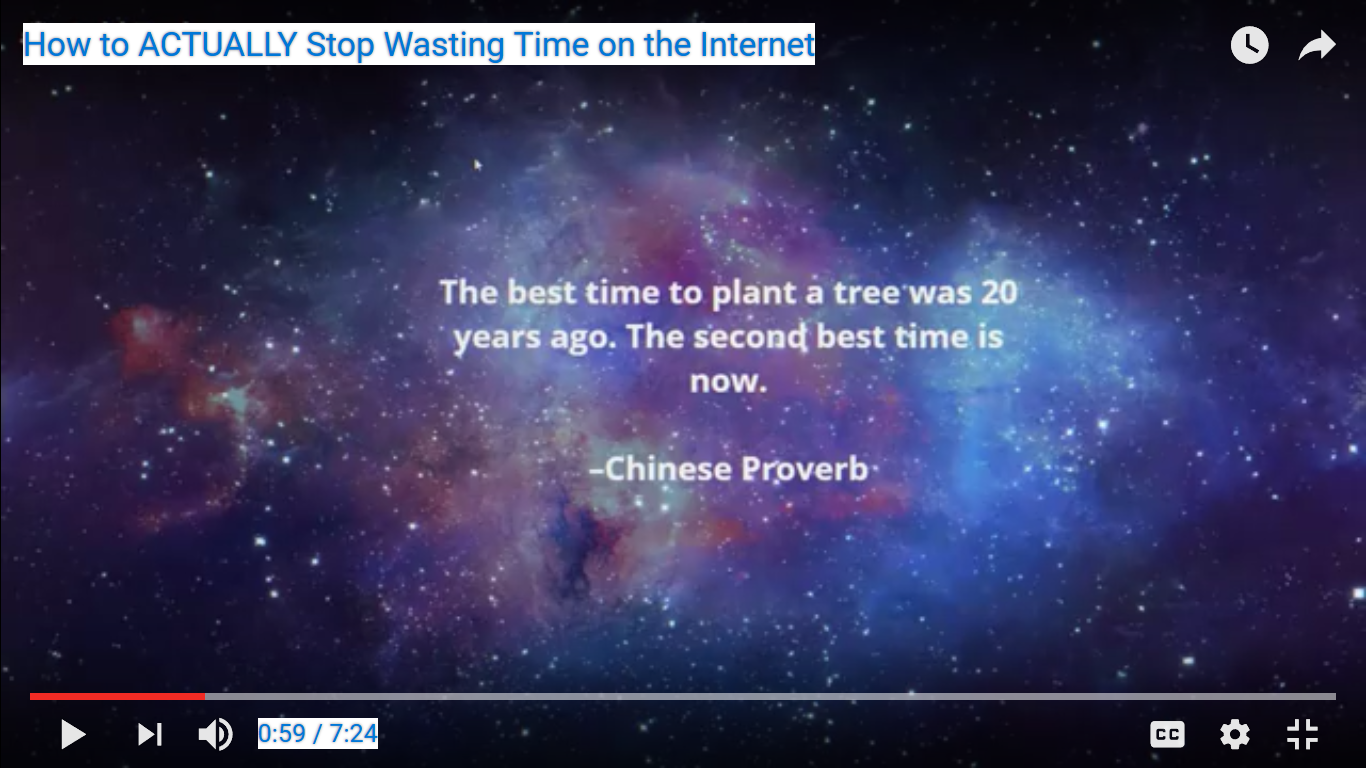 How to ACTUALLY Stop Wasting Time on the Internet
The best time to plant a tree was 20
years ago. The second best time is
now.
–Chinese Proverb
0:59 / 7:24
CC